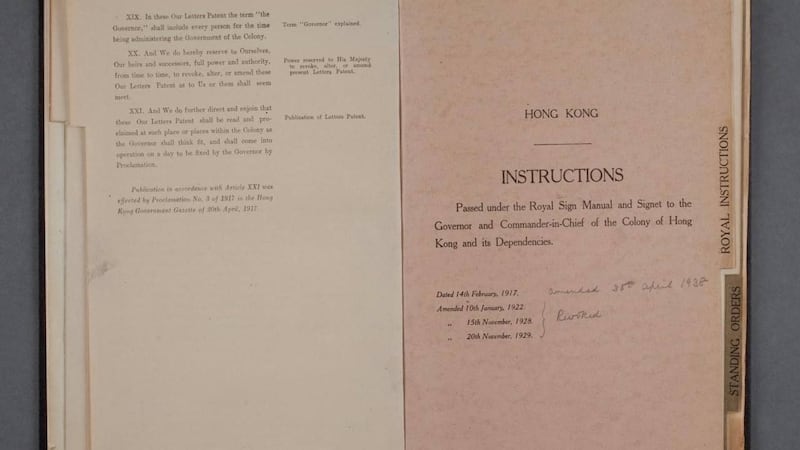 XIX. In these Our Letters Patent the term "the
Governor," shall include every person for the time
being administering the Government of the Colony.
Term "Governor" explained.
XX. And We do hereby reserve to Ourselves,
Our heirs and successors, full power and authority,
from time to time, to revoke, alter, or amend these
Our Letters Patent as to Us or them shall seem
meet.
Power reserved to His Majesty
to revoke, alter, or amend
present Letters Patent.
XXI. And We do further direct and enjoin that
these Our Letters Patent shall be read and pro-
claimed at such place or places within the Colony as
the Governor shall think fit, and shall come into
operation on a day to be fixed by the Governor by
Proclamation.
Publication of Letters Patent.
Publication in accordance with Article XXI was
effected by Proclamation No. 3 of 1917 in the Hong
Kong Government Gazette of 20th April, 1917.
HONG KONG
INSTRUCTIONS
Passed under the Royal Sign Manual and Signet to the
Governor and Commander-in-Chief of the Colony of Hong
Kong and its Dependencies.
Dated 14th February, 1917.
amended 28th April 1938
Amended 10th January, 1922.
" 15th November, 1928.
" 20th November, 1929.
Revoked
ROYAL INSTRUCTIONS
STANDING ORDERS